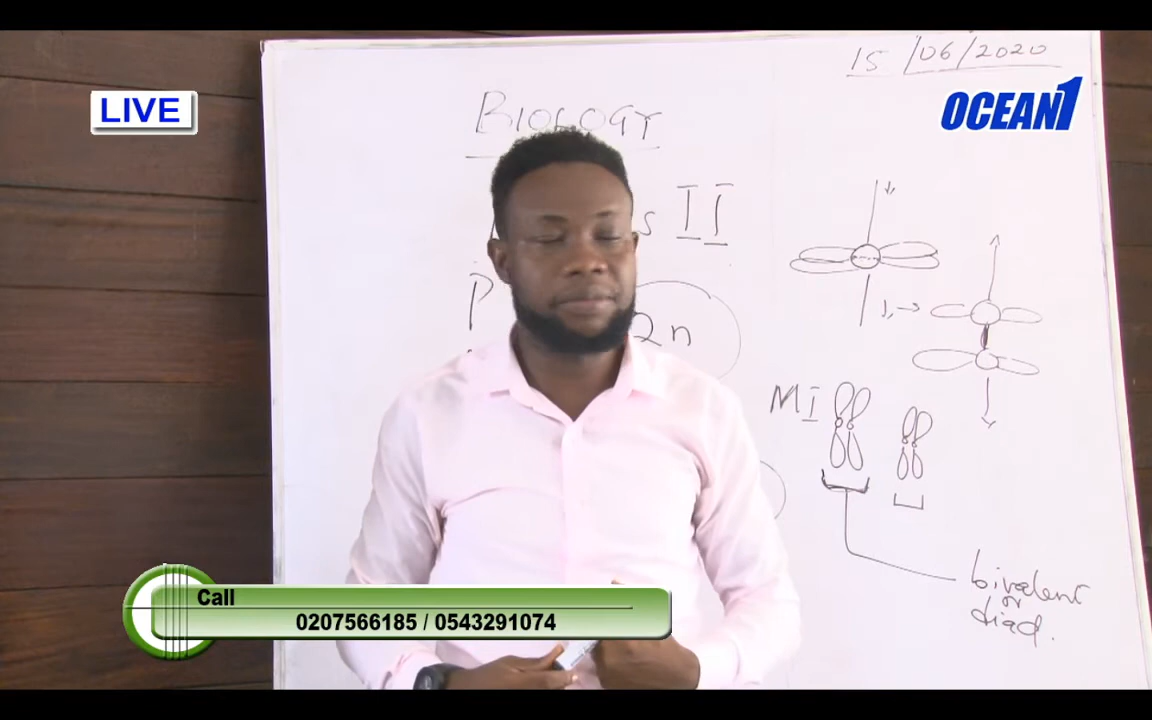 15/06/2020
LIVE
OCEAN1
BIOLOGY
s II
P
2n
MI
bivalent
or
diad.
Call
0207566185 / 0543291074